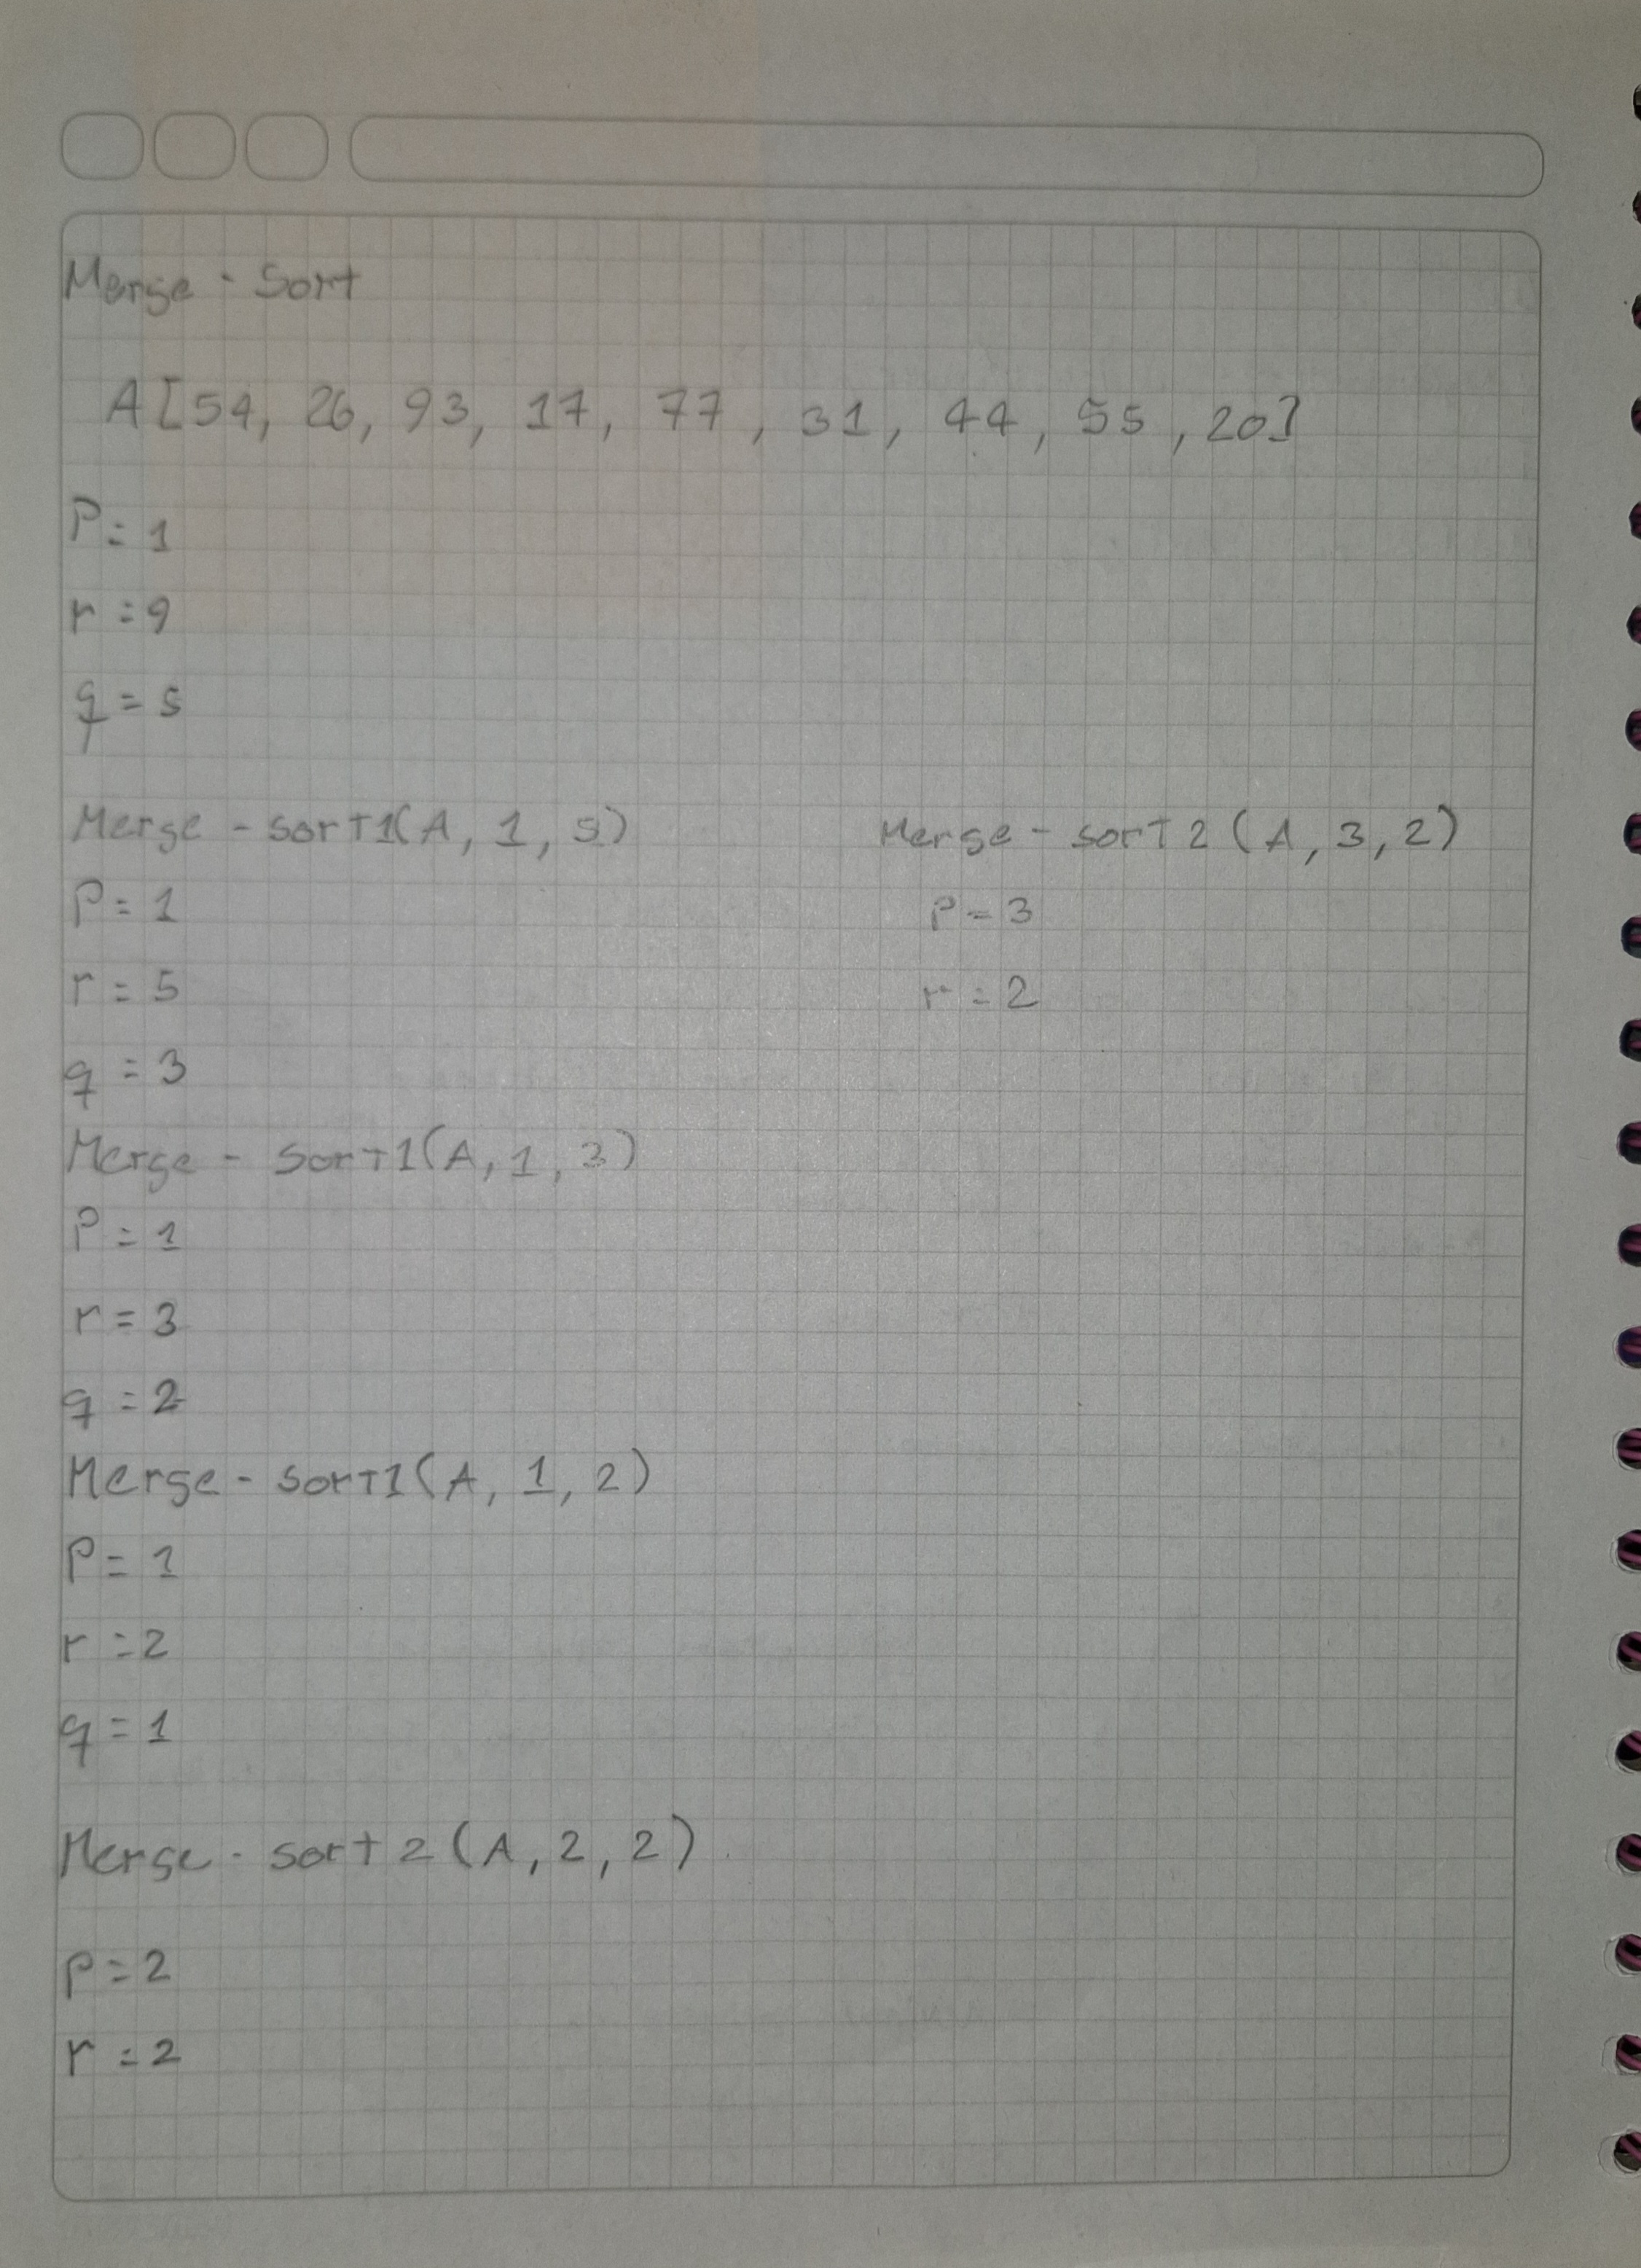 Merge - Sort
A[54, 26, 93, 17, 77, 31, 44, 55, 20]
P = 1
r = 9
q = 5
Merge - sort1(A, 1, 5)
P = 1
r = 5
q = 3
Merge - sort1(A, 1, 3)
P = 1
r = 3
q = 2
Merge - sort1(A, 1, 2)
P = 1
r = 2
q = 1
Merge - sort 2 (A, 2, 2)
P = 2
r = 2
Merge - sort 2 (A, 3, 2)
P = 3
r = 2